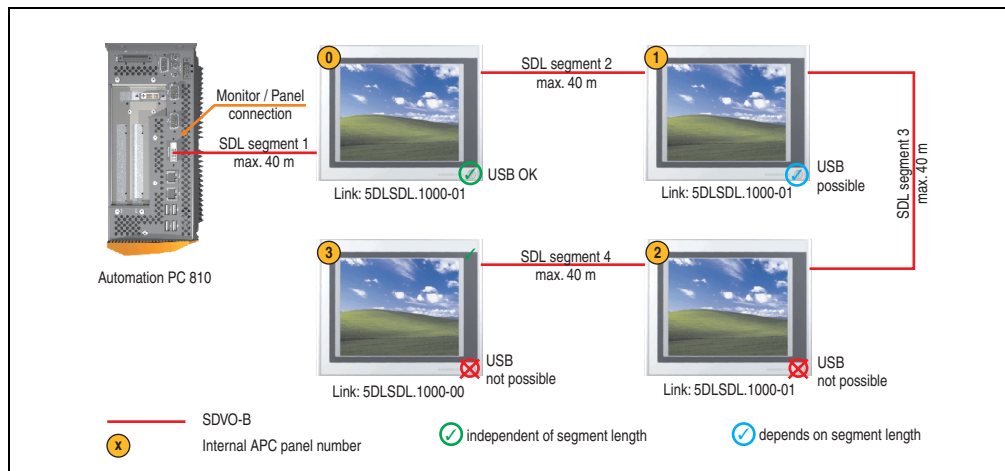 0
1
SDL segment 2
max. 40 m
Monitor / Panel
connection
SDL segment 1
max. 40 m
SDL segment 3
max. 40 m
USB OK
USB
possible
Link: 5DLSDL.1000-01
Link: 5DLSDL.1000-01
3
2
SDL segment 4
max. 40 m
Automation PC 810
USB
not possible
USB
not possible
Link: 5DLSDL.1000-00
Link: 5DLSDL.1000-01
SDVO-B
x
Internal APC panel number
independent of segment length
depends on segment length